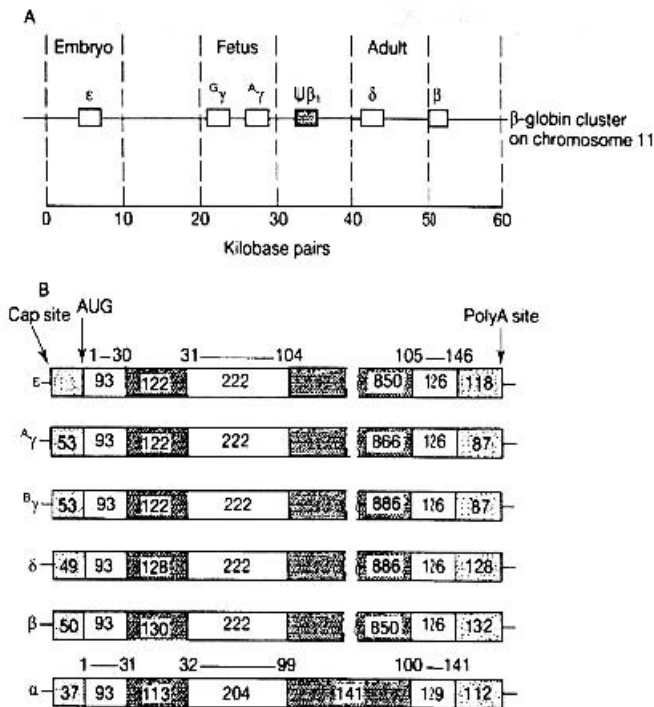 A
Embryo Fetus Adult
ε Gγ Aγ Ψβ1 δ β
β-globin cluster
on chromosome 11
0 10 20 30 40 50 60
Kilobase pairs
B
Cap site AUG PolyA site
1–30 31–104 105–146
ε 93 122 222 850 126 118
Aγ 53 93 122 222 866 126 87
Bγ 53 93 122 222 886 126 87
δ 49 93 128 222 886 126 128
β 50 93 130 222 850 126 132
1–31 32–99 100–141
α 37 93 113 204 141 129 112